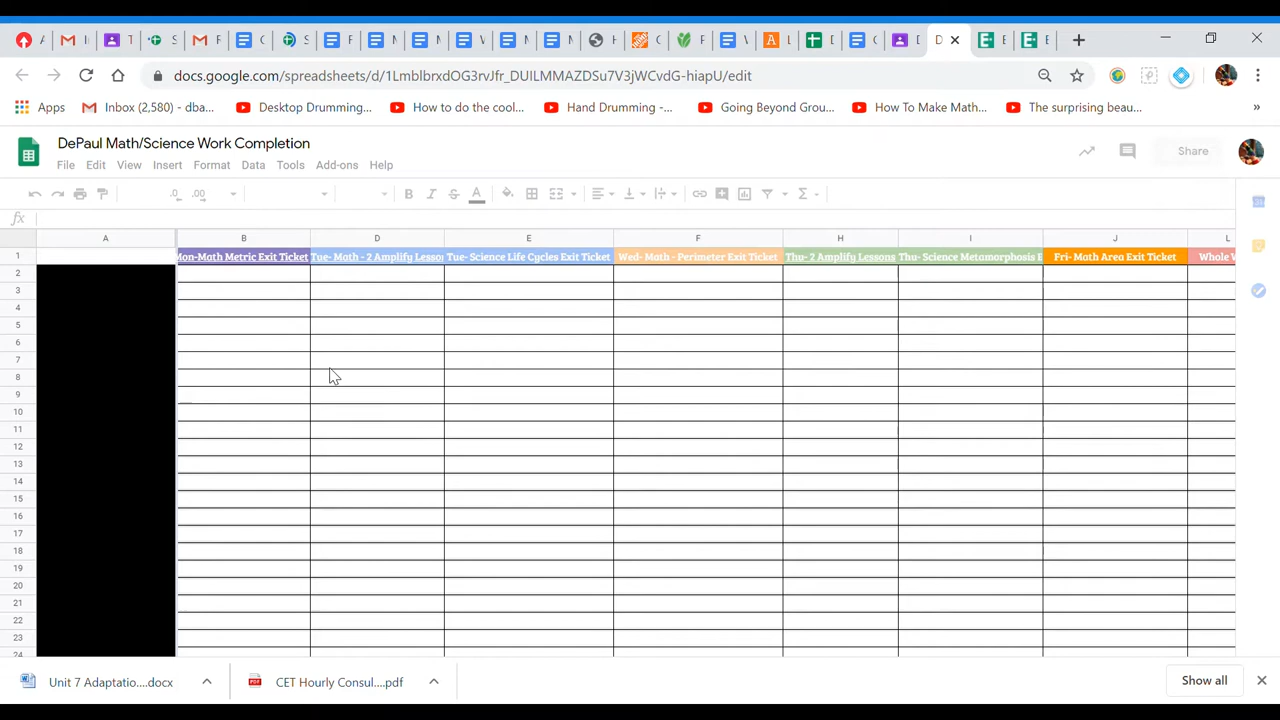 A I T S F C S F M M V N M H C F V A L D C D D E E
docs.google.com/spreadsheets/d/1LmblbrxtiOG3rvJfr_DUILMMAZDSu7V3jWCvdG-hiapU/edit
Apps Inbox (2,580) - dba... Desktop Drumming... How to do the cool... Hand Drumming -... Going Beyond Grou... How To Make Math... The surprising beau... »
DePaul Math/Science Work Completion
File Edit View Insert Format Data Tools Add-ons Help
Share
.0 .00 B I S A Σ
fx
A B D E F H I J L
1 Mon-Math Metric Exit Ticket Tue- Math - 2 Amplify Lesso Tue- Science Life Cycles Exit Ticket Wed- Math - Perimeter Exit Ticket Thu- 2 Amplify Lessons Thu- Science Metamorphosis E Fri- Math Area Exit Ticket Whole W
2
3
4
5
6
7
8
9
10
11
12
13
14
15
16
17
18
19
20
21
22
23
24
Unit 7 Adaptatio....docx CET Hourly Consul....pdf Show all